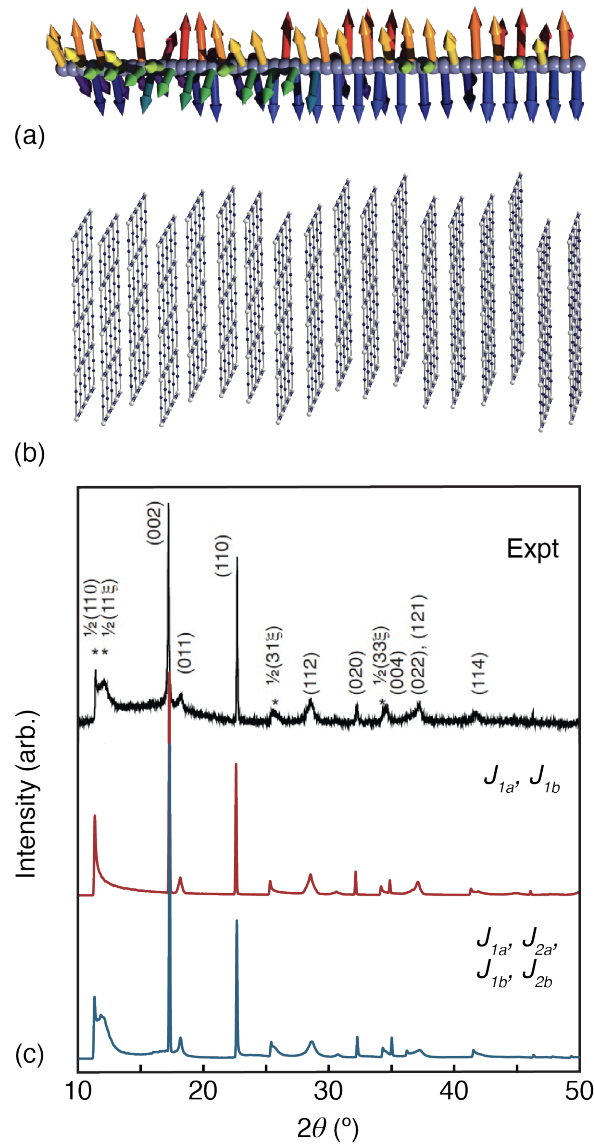 (a)
(b)
(c)
Intensity (arb.)
½(110)
½(11ξ)
* *
(002)
(011)
(110)
½(31ξ)
*
(112)
(020)
½(33ξ)
*
(004)
(022), (121)
(114)
Expt
J1a, J1b
J1a, J2a,
J1b, J2b
10 20 30 40 50
2θ (º)